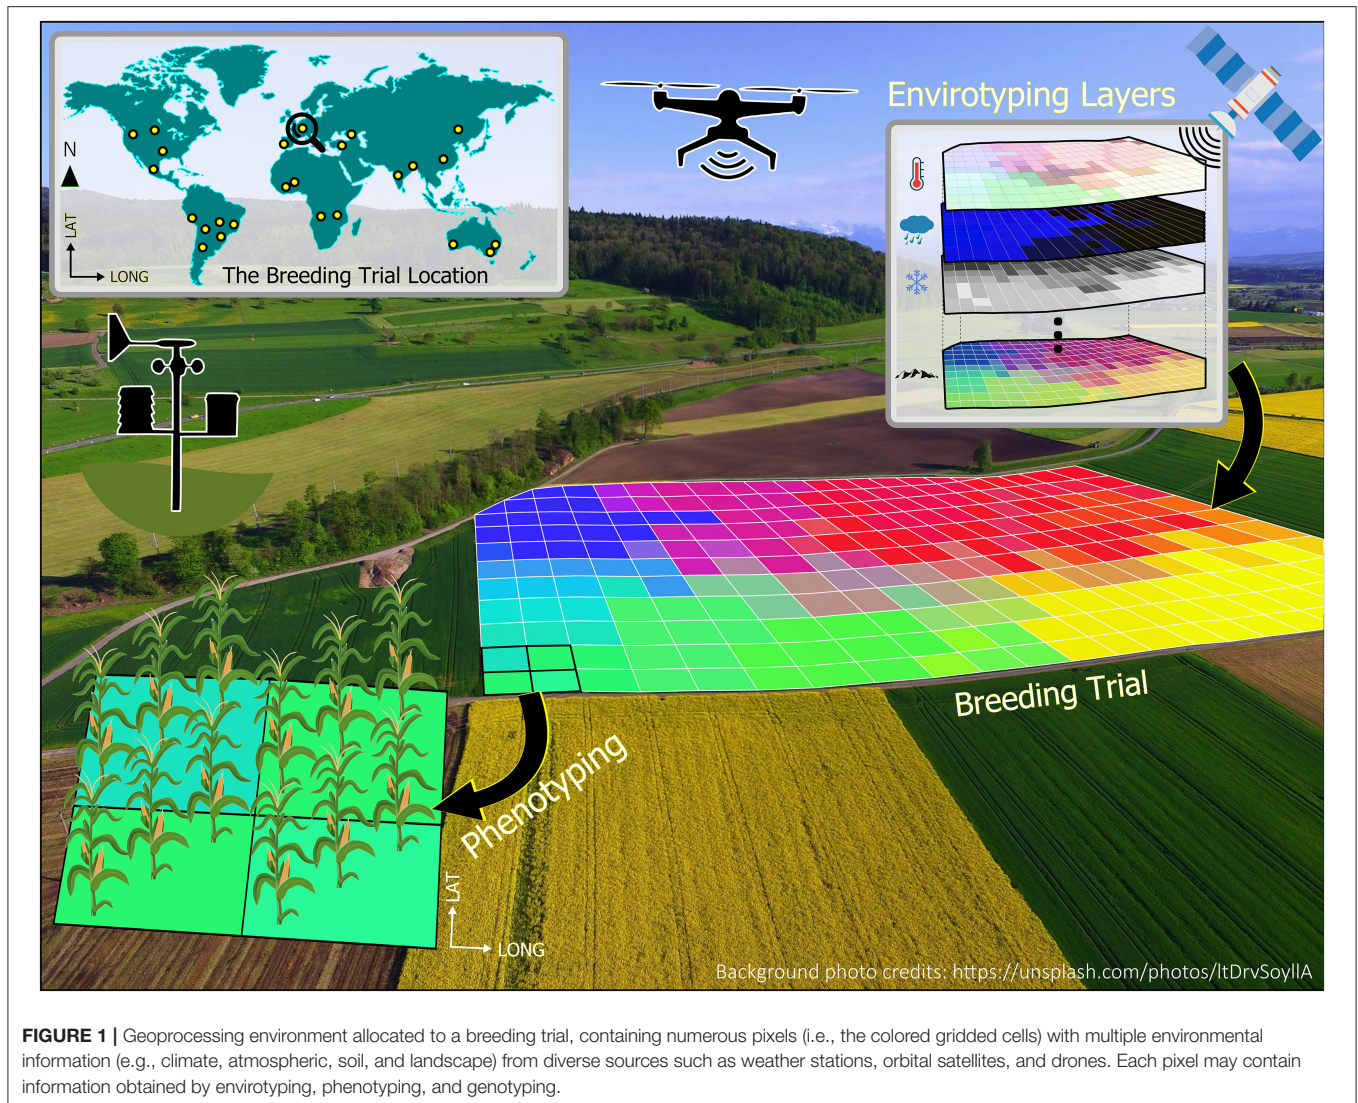 Envirotyping Layers
N
LAT
LONG
The Breeding Trial Location
Breeding Trial
Phenotyping
LAT
LONG
Background photo credits: https://unsplash.com/photos/ltDrvSoyllA
FIGURE 1 | Geoprocessing environment allocated to a breeding trial, containing numerous pixels (i.e., the colored gridded cells) with multiple environmental
information (e.g., climate, atmospheric, soil, and landscape) from diverse sources such as weather stations, orbital satellites, and drones. Each pixel may contain
information obtained by envirotyping, phenotyping, and genotyping.